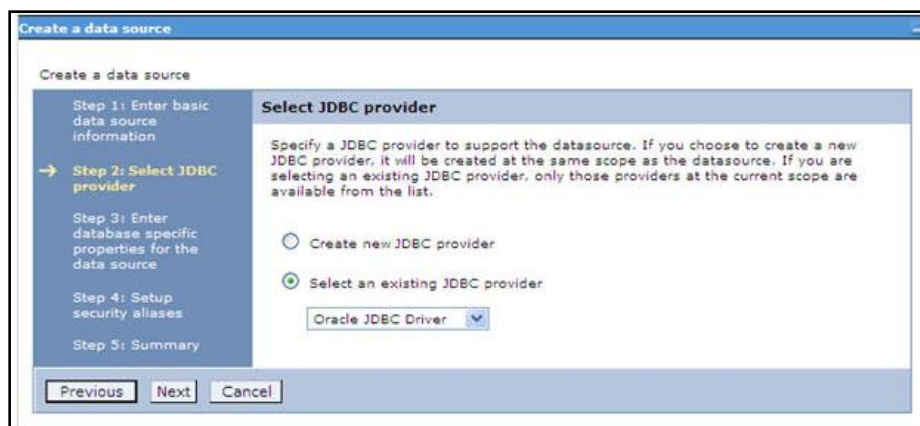 Create a data source
Create a data source
Step 1: Enter basic
data source
information
Step 2: Select JDBC
provider
Step 3: Enter
database specific
properties for the
data source
Step 4: Setup
security aliases
Step 5: Summary
Select JDBC provider
Specify a JDBC provider to support the datasource. If you choose to create a new
JDBC provider, it will be created at the same scope as the datasource. If you are
selecting an existing JDBC provider, only those providers at the current scope are
available from the list.
Create new JDBC provider
Select an existing JDBC provider
Oracle JDBC Driver
Previous Next Cancel